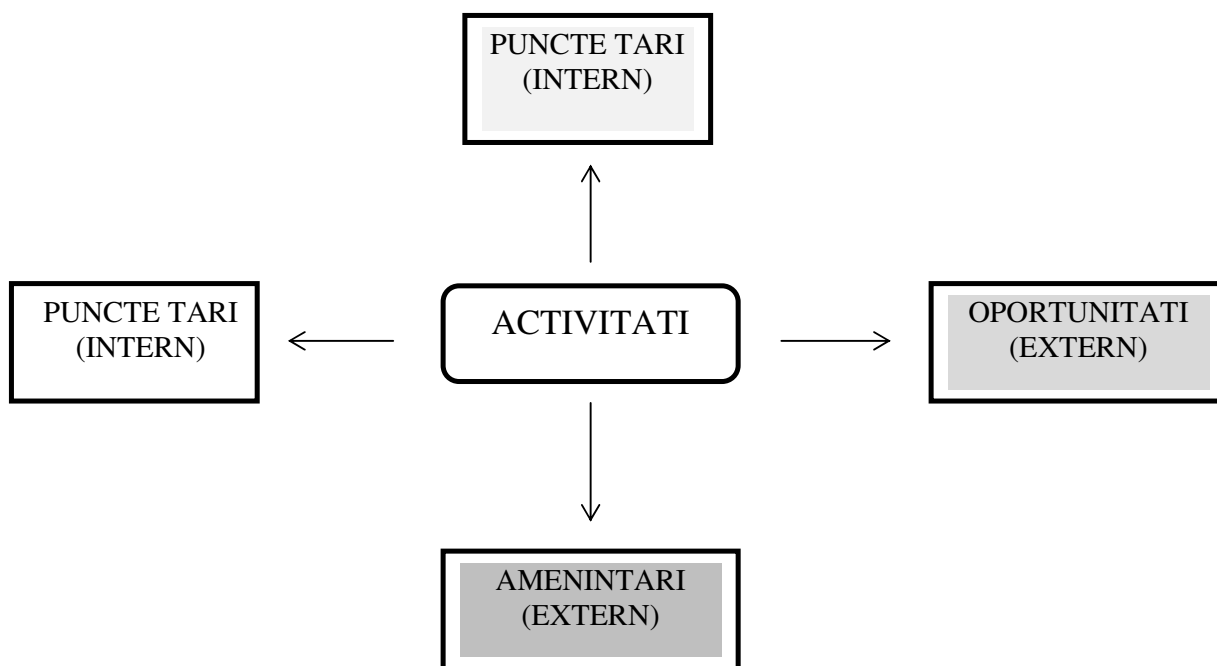 PUNCTE TARI
(INTERN)
PUNCTE TARI
(INTERN)
ACTIVITATI
OPORTUNITATI
(EXTERN)
AMENINTARI
(EXTERN)